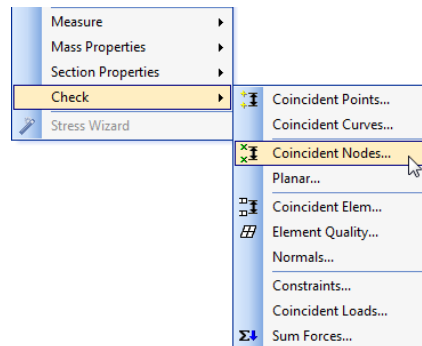 Measure
Mass Properties
Section Properties
Check
Stress Wizard
Coincident Points...
Coincident Curves...
Coincident Nodes...
Planar...
Coincident Elem...
Element Quality...
Normals...
Constraints...
Coincident Loads...
Sum Forces...